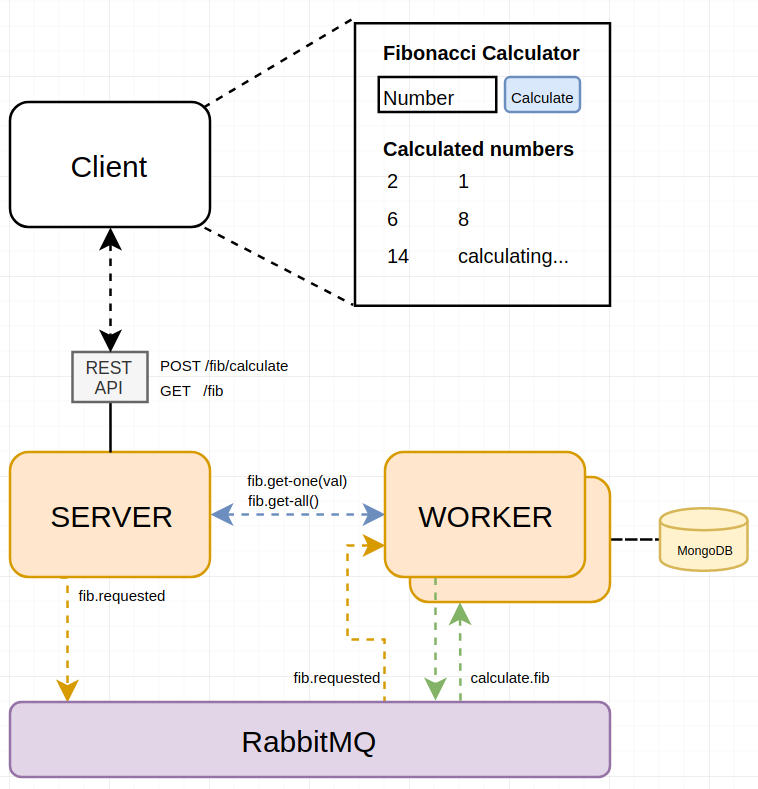 Fibonacci Calculator
Number
Calculate
Calculated numbers
2 1
6 8
14 calculating...
Client
REST
API
POST /fib/calculate
GET /fib
SERVER
fib.get-one(val)
fib.get-all()
WORKER
MongoDB
fib.requested
fib.requested
calculate.fib
RabbitMQ